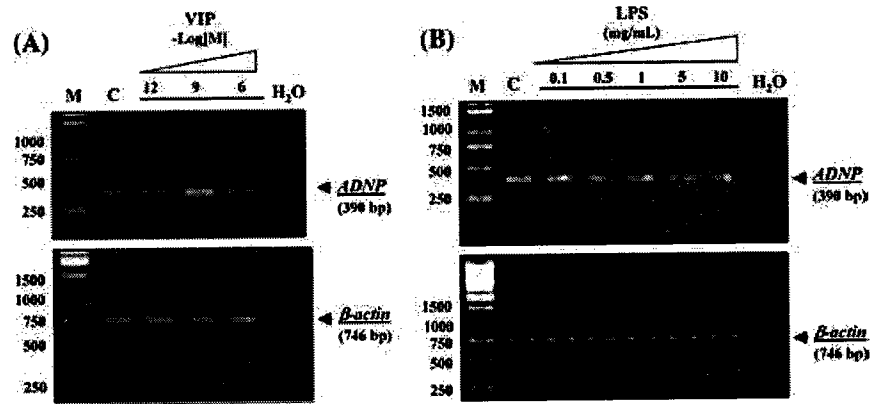 (A)
VIP
-Log[M]
M C 12 9 6 H₂O
1000
750
500
250
ADNP
(390 bp)
1500
1000
750
500
250
β-actin
(746 bp)
(B)
LPS
(mg/mL)
M C 0.1 0.5 1 5 10 H₂O
1500
1000
750
500
250
ADNP
(390 bp)
1500
1000
750
500
250
β-actin
(746 bp)